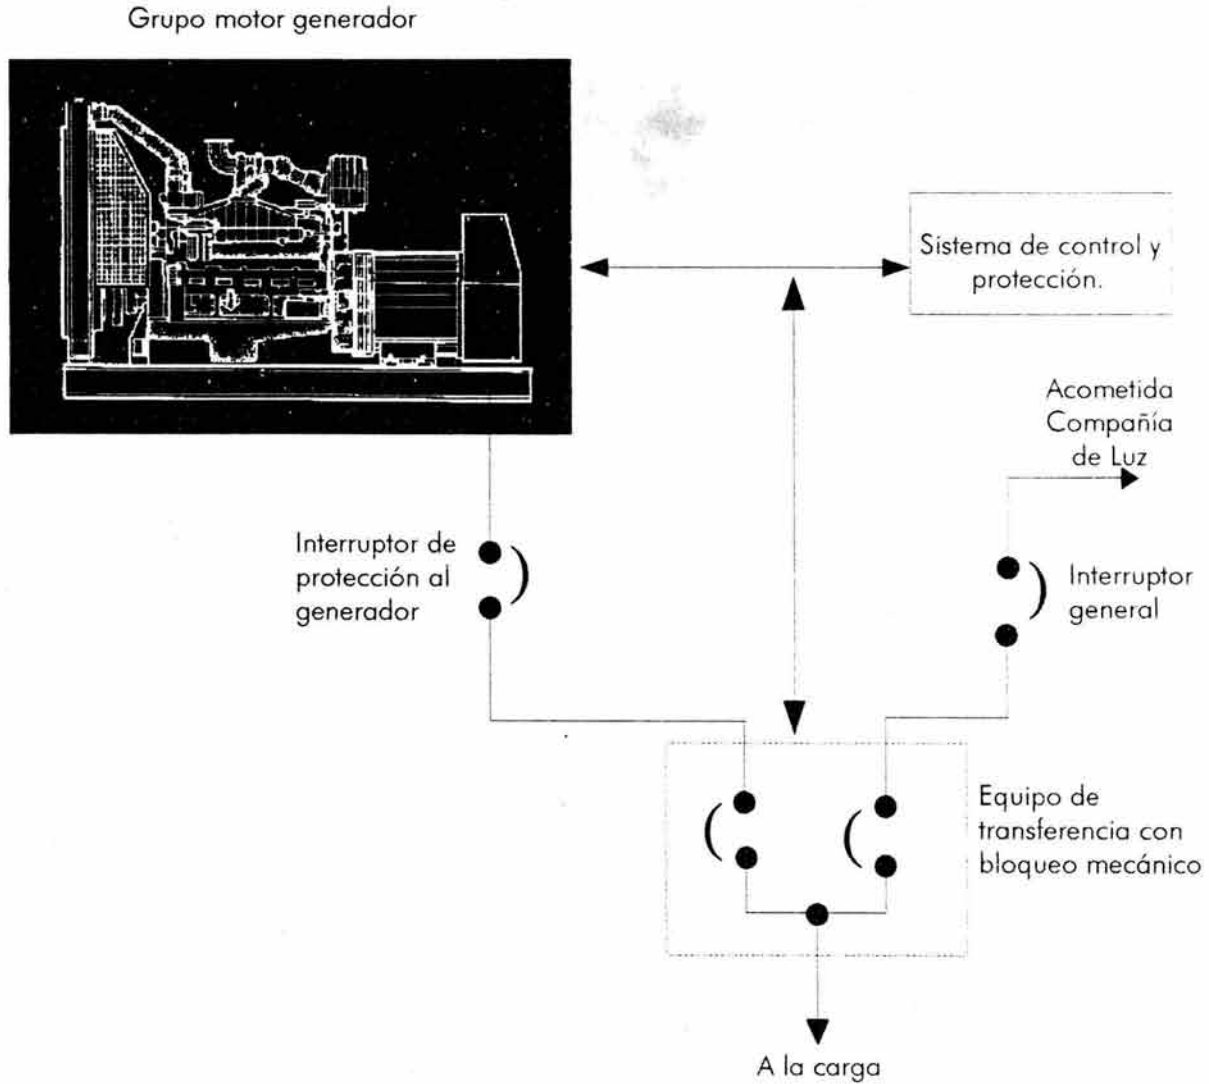 Grupo motor generador
Sistema de control y
protección.
Acometida
Compañía
de Luz
Interruptor de
protección al
generador
Interruptor
general
Equipo de
transferencia con
bloqueo mecánico
A la carga